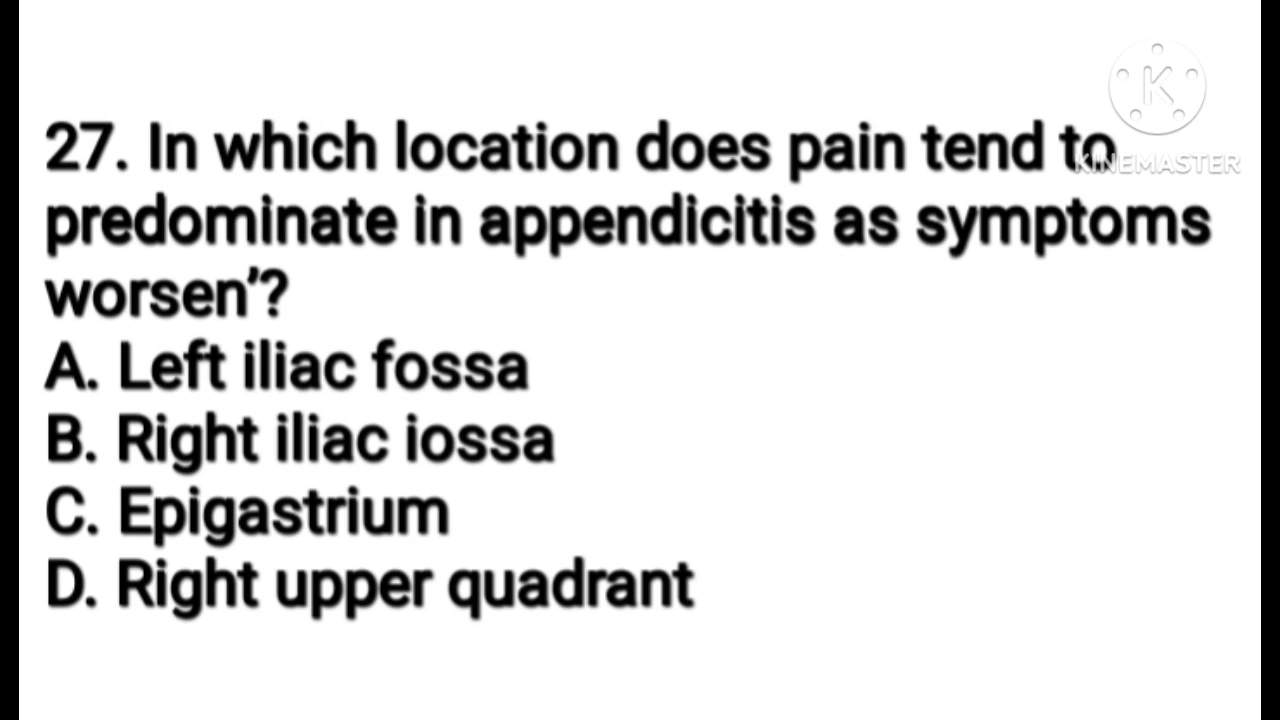 27. In which location does pain tend to
KINEMASTER
predominate in appendicitis as symptoms
worsen’?
A. Left iliac fossa
B. Right iliac iossa
C. Epigastrium
D. Right upper quadrant